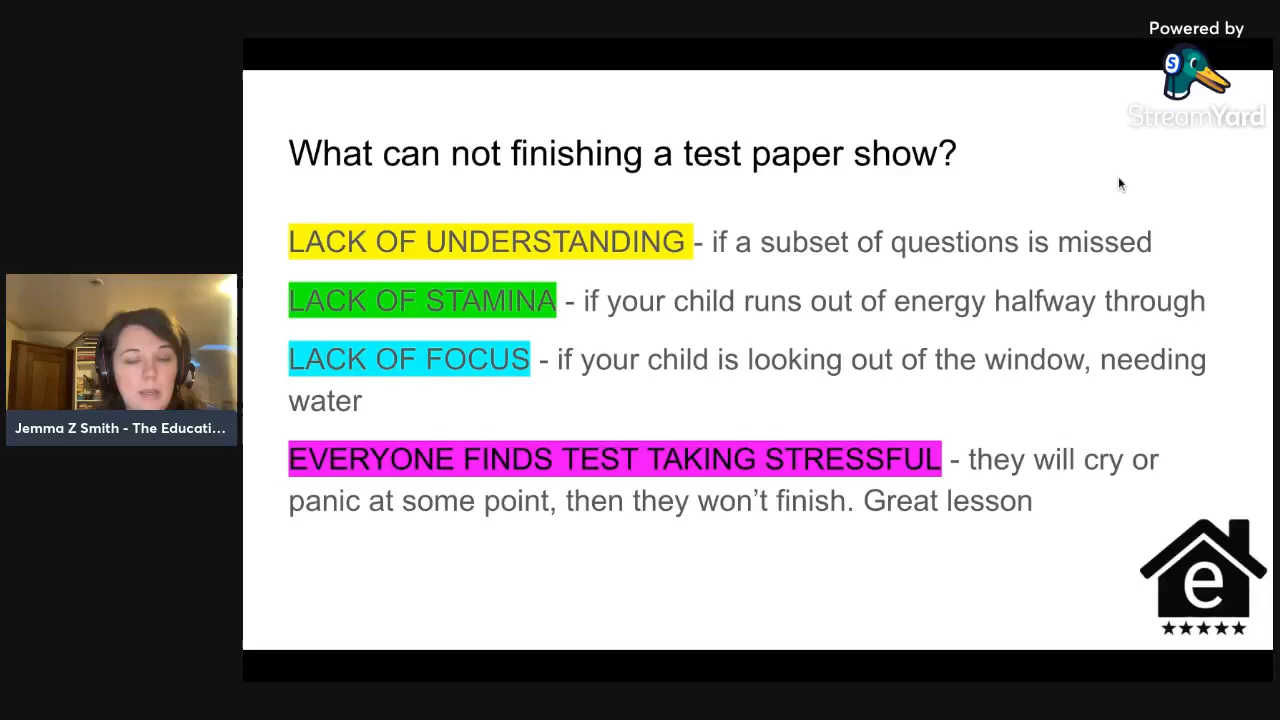 Powered by
S
StreamYard
What can not finishing a test paper show?
LACK OF UNDERSTANDING - if a subset of questions is missed
LACK OF STAMINA - if your child runs out of energy halfway through
LACK OF FOCUS - if your child is looking out of the window, needing
water
EVERYONE FINDS TEST TAKING STRESSFUL - they will cry or
panic at some point, then they won’t finish. Great lesson
Jemma Z Smith - The Educati...
e